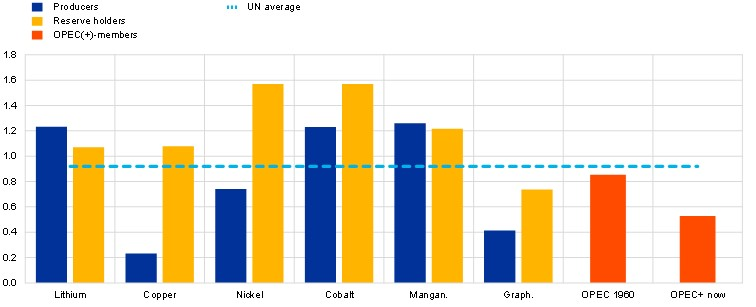 Producers
UN average
Reserve holders
OPEC(+)-members
1.8
1.6
1.4
1.2
1.0
0.8
0.6
0.4
0.2
0.0
Lithium Copper Nickel Cobalt Mangan. Graph. OPEC 1960 OPEC+ now